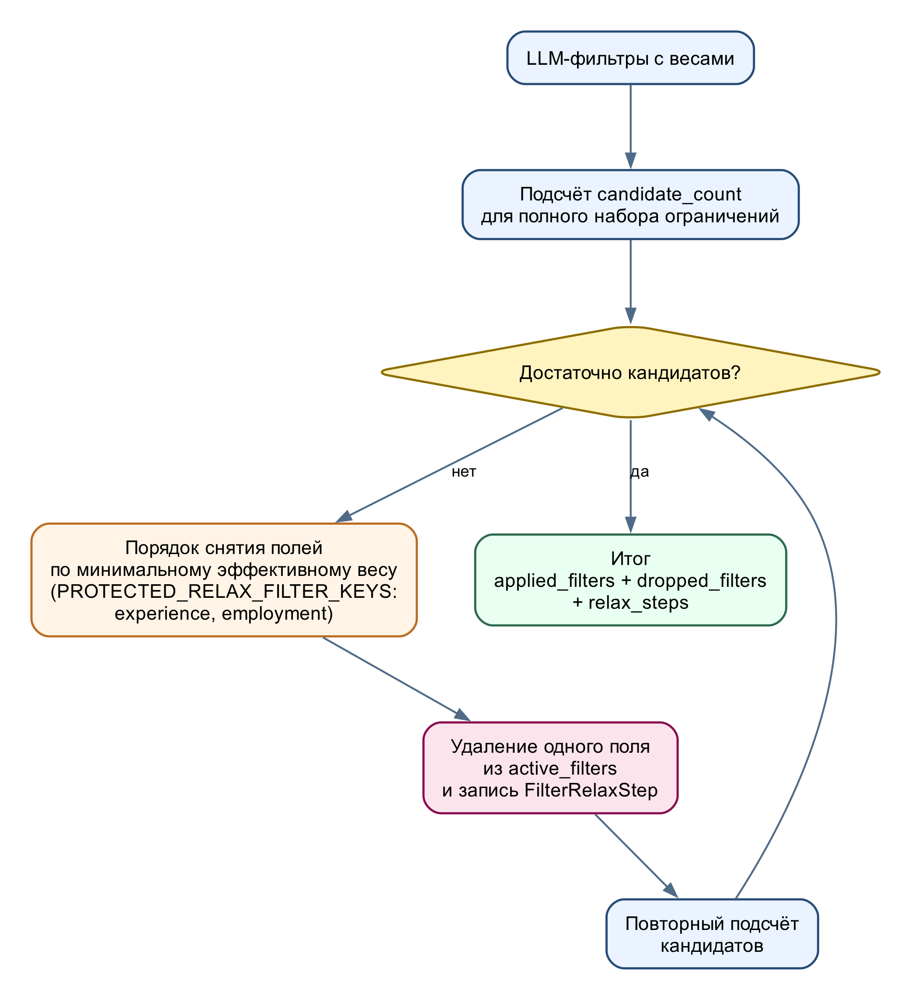 LLM-фильтры с весами
Подсчёт candidate_count
для полного набора ограничений
Достаточно кандидатов?
нет
да
Порядок снятия полей
по минимальному эффективному весу
(PROTECTED_RELAX_FILTER_KEYS:
experience, employment)
Итог
applied_filters + dropped_filters
+ relax_steps
Удаление одного поля
из active_filters
и запись FilterRelaxStep
Повторный подсчёт
кандидатов